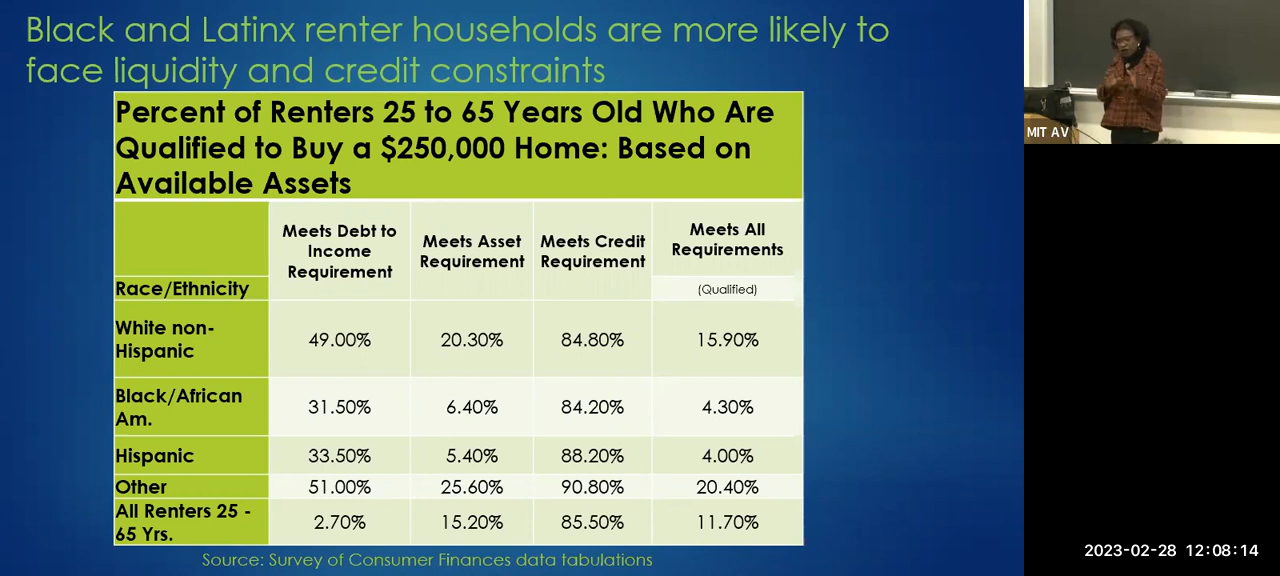 Black and Latinx renter households are more likely to
face liquidity and credit constraints
Percent of Renters 25 to 65 Years Old Who Are
Qualified to Buy a $250,000 Home: Based on
Available Assets
Race/Ethnicity
Meets Debt to
Income
Requirement
Meets Asset
Requirement
Meets Credit
Requirement
Meets All
Requirements
(Qualified)
White non-
Hispanic
49.00% 20.30% 84.80% 15.90%
Black/African
Am.
31.50% 6.40% 84.20% 4.30%
Hispanic 33.50% 5.40% 88.20% 4.00%
Other 51.00% 25.60% 90.80% 20.40%
All Renters 25 -
65 Yrs.
2.70% 15.20% 85.50% 11.70%
Source: Survey of Consumer Finances data tabulations
MIT AV
2023-02-28 12:08:14